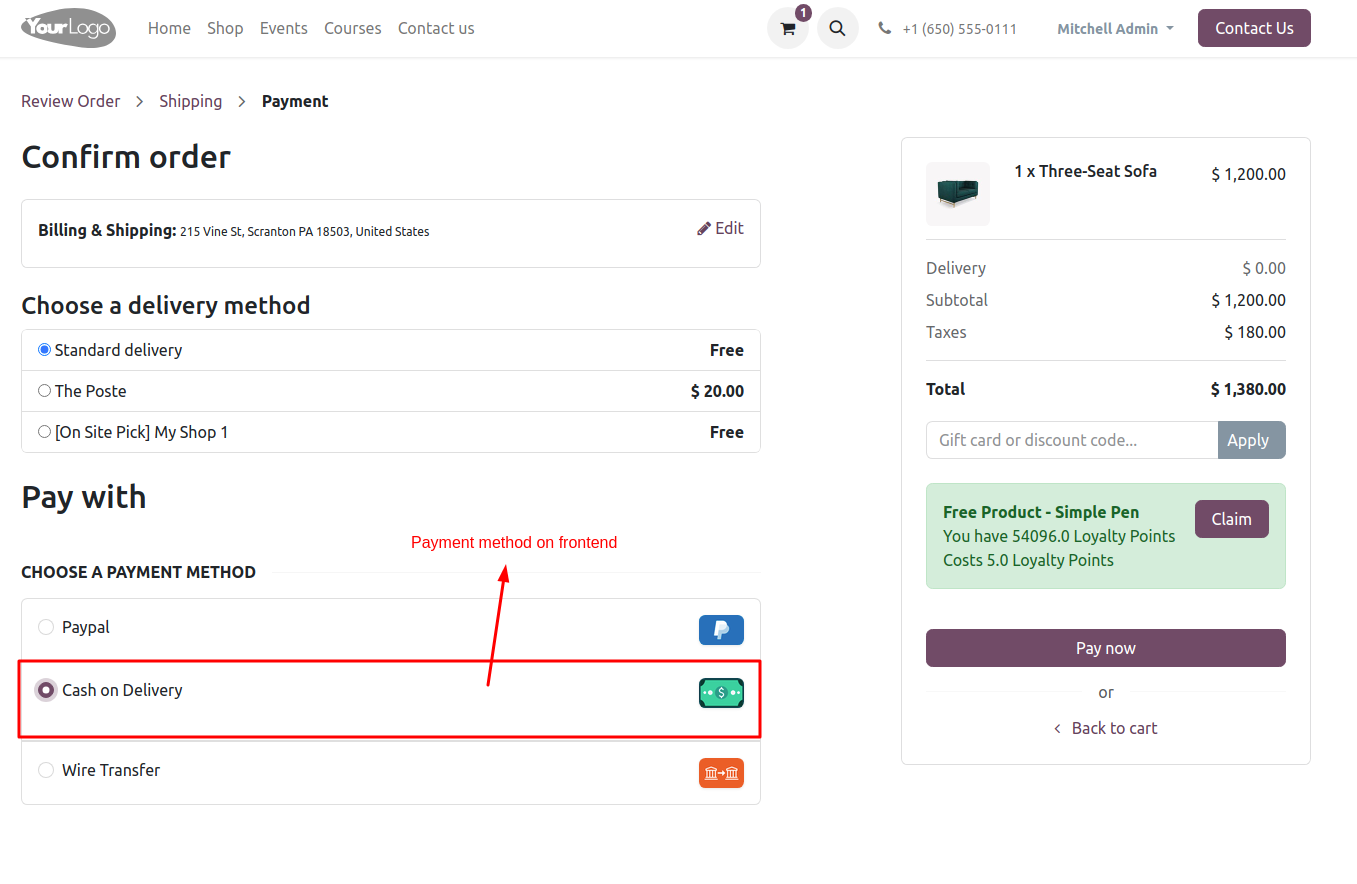 YourLogo
Home Shop Events Courses Contact us
1
+1 (650) 555-0111
Mitchell Admin
Contact Us
Review Order > Shipping > Payment
Confirm order
Billing & Shipping: 215 Vine St, Scranton PA 18503, United States
Edit
Choose a delivery method
Standard delivery Free
The Poste $ 20.00
[On Site Pick] My Shop 1 Free
Pay with
Payment method on frontend
CHOOSE A PAYMENT METHOD
Paypal
Cash on Delivery
Wire Transfer
1 x Three-Seat Sofa $ 1,200.00
Delivery $ 0.00
Subtotal $ 1,200.00
Taxes $ 180.00
Total $ 1,380.00
Gift card or discount code... Apply
Free Product - Simple Pen
You have 54096.0 Loyalty Points
Costs 5.0 Loyalty Points
Claim
Pay now
or
< Back to cart